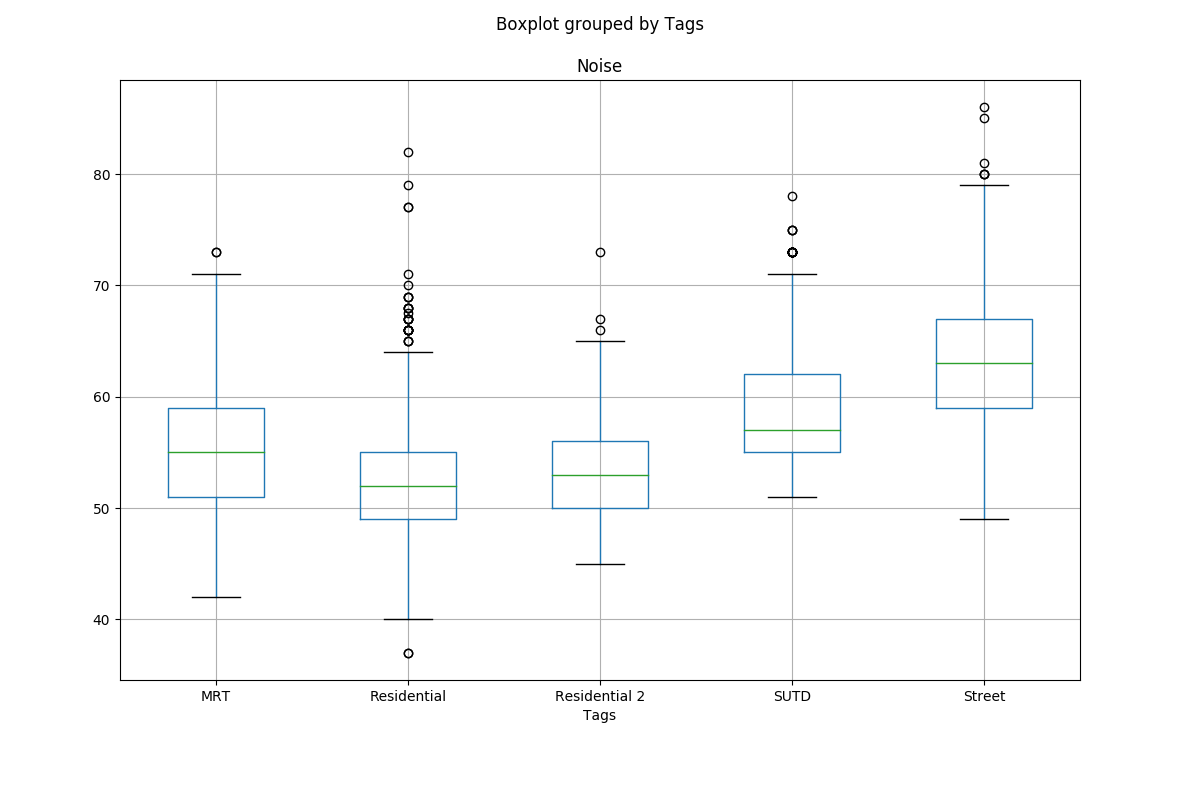 Boxplot grouped by Tags
Noise
80
70
60
50
40
MRT Residential Residential 2 SUTD Street
Tags